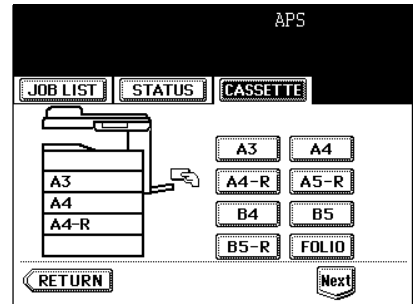 APS
JOB LIST STATUS CASSETTE
A3 A4
A3 A4-R A5-R
A4 B4 B5
A4-R B5-R FOLIO
RETURN Next